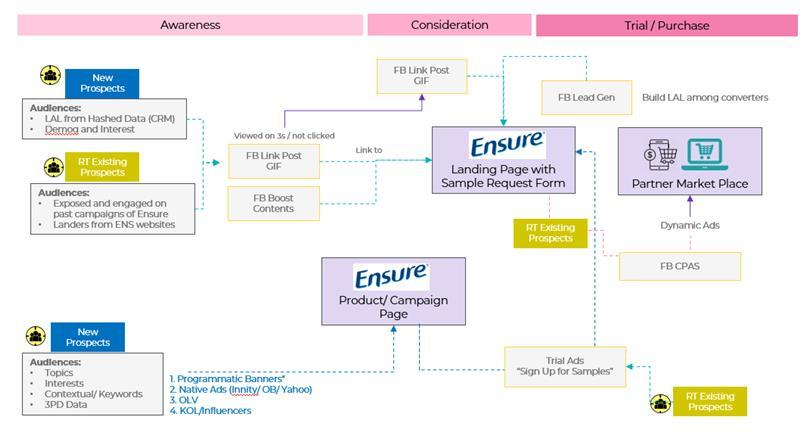 Awareness
Consideration
Trial / Purchase
New
Prospects
Audiences:
• LAL from Hashed Data (CRM)
• Demog and Interest
RT Existing
Prospects
Audiences:
• Exposed and engaged on
past campaigns of Ensure
• Landers from ENS websites
Viewed on 3s / not clicked
FB Link Post
GIF
FB Boost
Contents
Link to
FB Link Post
GIF
FB Lead Gen
Build LAL among converters
Ensure®
Landing Page with
Sample Request Form
Partner Market Place
RT Existing
Prospects
Dynamic Ads
FB CPAS
Ensure®
Product/ Campaign
Page
New
Prospects
Audiences:
• Topics
• Interests
• Contextual/ Keywords
• 3PD Data
1. Programmatic Banners*
2. Native Ads (Innity/ OB/ Yahoo)
3. OLV
4. KOL/Influencers
Trial Ads
“Sign Up for Samples”
RT Existing
Prospects